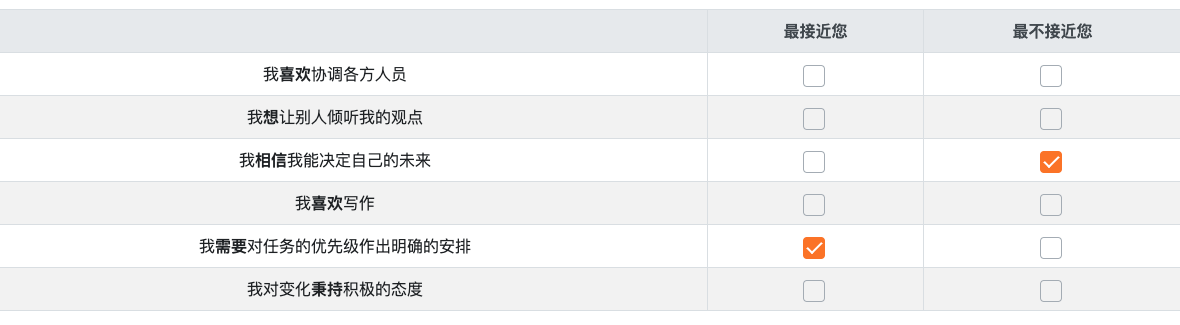 最接近您 最不接近您
我喜欢协调各方人员
我想让别人倾听我的观点
我相信我能决定自己的未来
我喜欢写作
我需要对任务的优先级作出明确的安排
我对变化秉持积极的态度